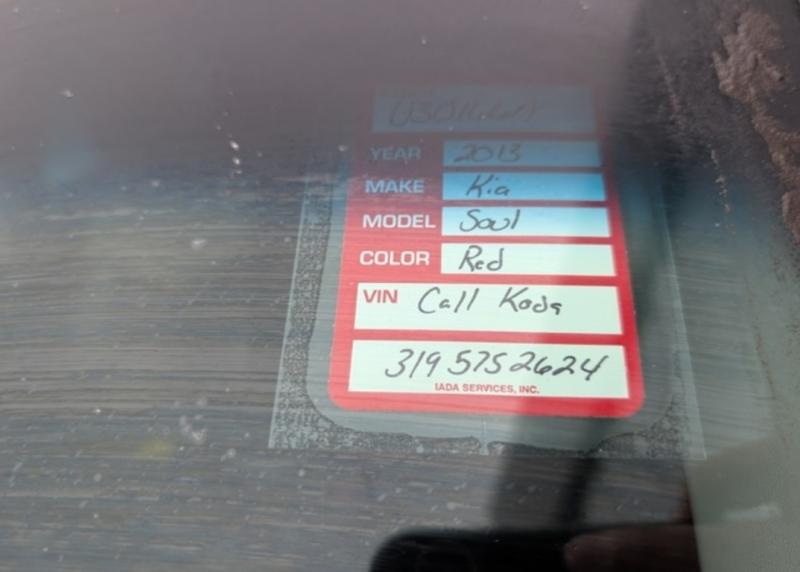 YEAR 2013
MAKE Kia
MODEL Soul
COLOR Red
VIN Call Koda
319 575 2624
IADA SERVICES, INC.